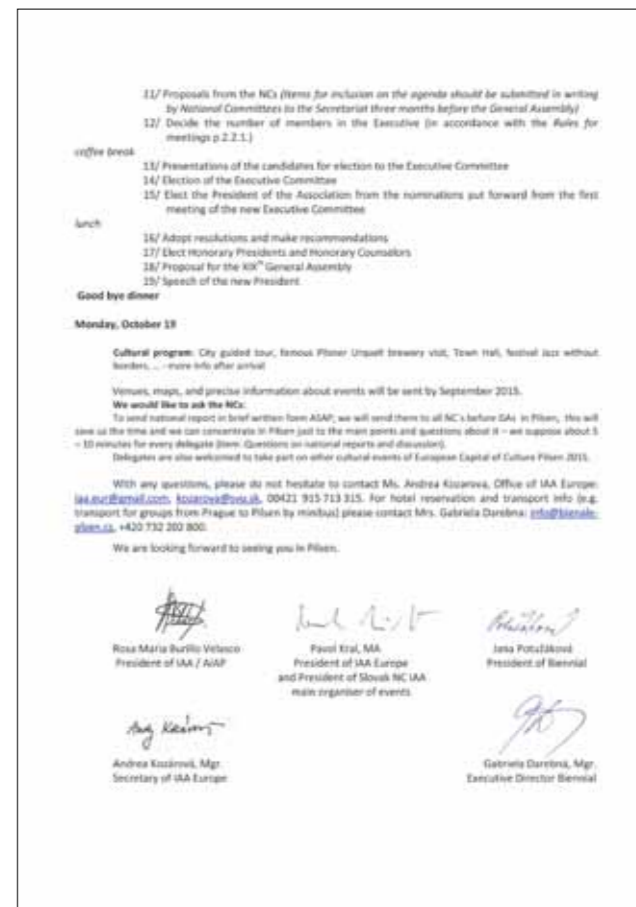 11/ Proposals from the NCs (Items for inclusion on the agenda should be submitted in writing
by National Committees to the Secretariat three months before the General Assembly)
12/ Decide the number of members in the Executive (in accordance with the Rules for
meetings p.2.2.1.)
coffee break
13/ Presentations of the candidates for election to the Executive Committee
14/ Election of the Executive Committee
15/ Elect the President of the Association from the nominations put forward from the first
meeting of the new Executive Committee
lunch
16/ Adopt resolutions and make recommendations
17/ Elect Honorary Presidents and Honorary Counselors
18/ Proposal for the XIXth General Assembly
19/ Speech of the new President
Good bye dinner
Monday, October 19
Cultural program: City guided tour, famous Pilsner Urquell brewery visit, Town Hall, festival Jazz without
borders, ... - more info after arrival
Venues, maps, and precise information about events will be sent by September 2015.
We would like to ask the NCs:
To send national report in brief written form ASAP, we will send them to all NC's before GAs in Pilsen, this will
save us the time and we can concentrate in Pilsen just to the main points and questions about it – we suppose about 5
– 10 minutes for every delegate (item: Questions on national reports and discussion).
Delegates are also welcomed to take part on other cultural events of European Capital of Culture Pilsen 2015.
With any questions, please do not hesitate to contact Ms. Andrea Kozarova, Office of IAA Europe:
iaa.eur@gmail.com, kozarova@svu.sk, 00421 915 713 315. For hotel reservation and transport info (e.g.
transport for groups from Prague to Pilsen by minibus) please contact Mrs. Gabriela Darebna: info@bienale-
plsen.cz, +420 732 202 800.
We are looking forward to seeing you in Pilsen.
Rosa Maria Burillo Velasco
President of IAA / AIAP
Pavol Kral, MA
President of IAA Europe
and President of Slovak NC IAA
main organiser of events
Jana Potužáková
President of Biennial
Andrea Kozárová, Mgr.
Secretary of IAA Europe
Gabriela Darebná, Mgr.
Executive Director Biennial